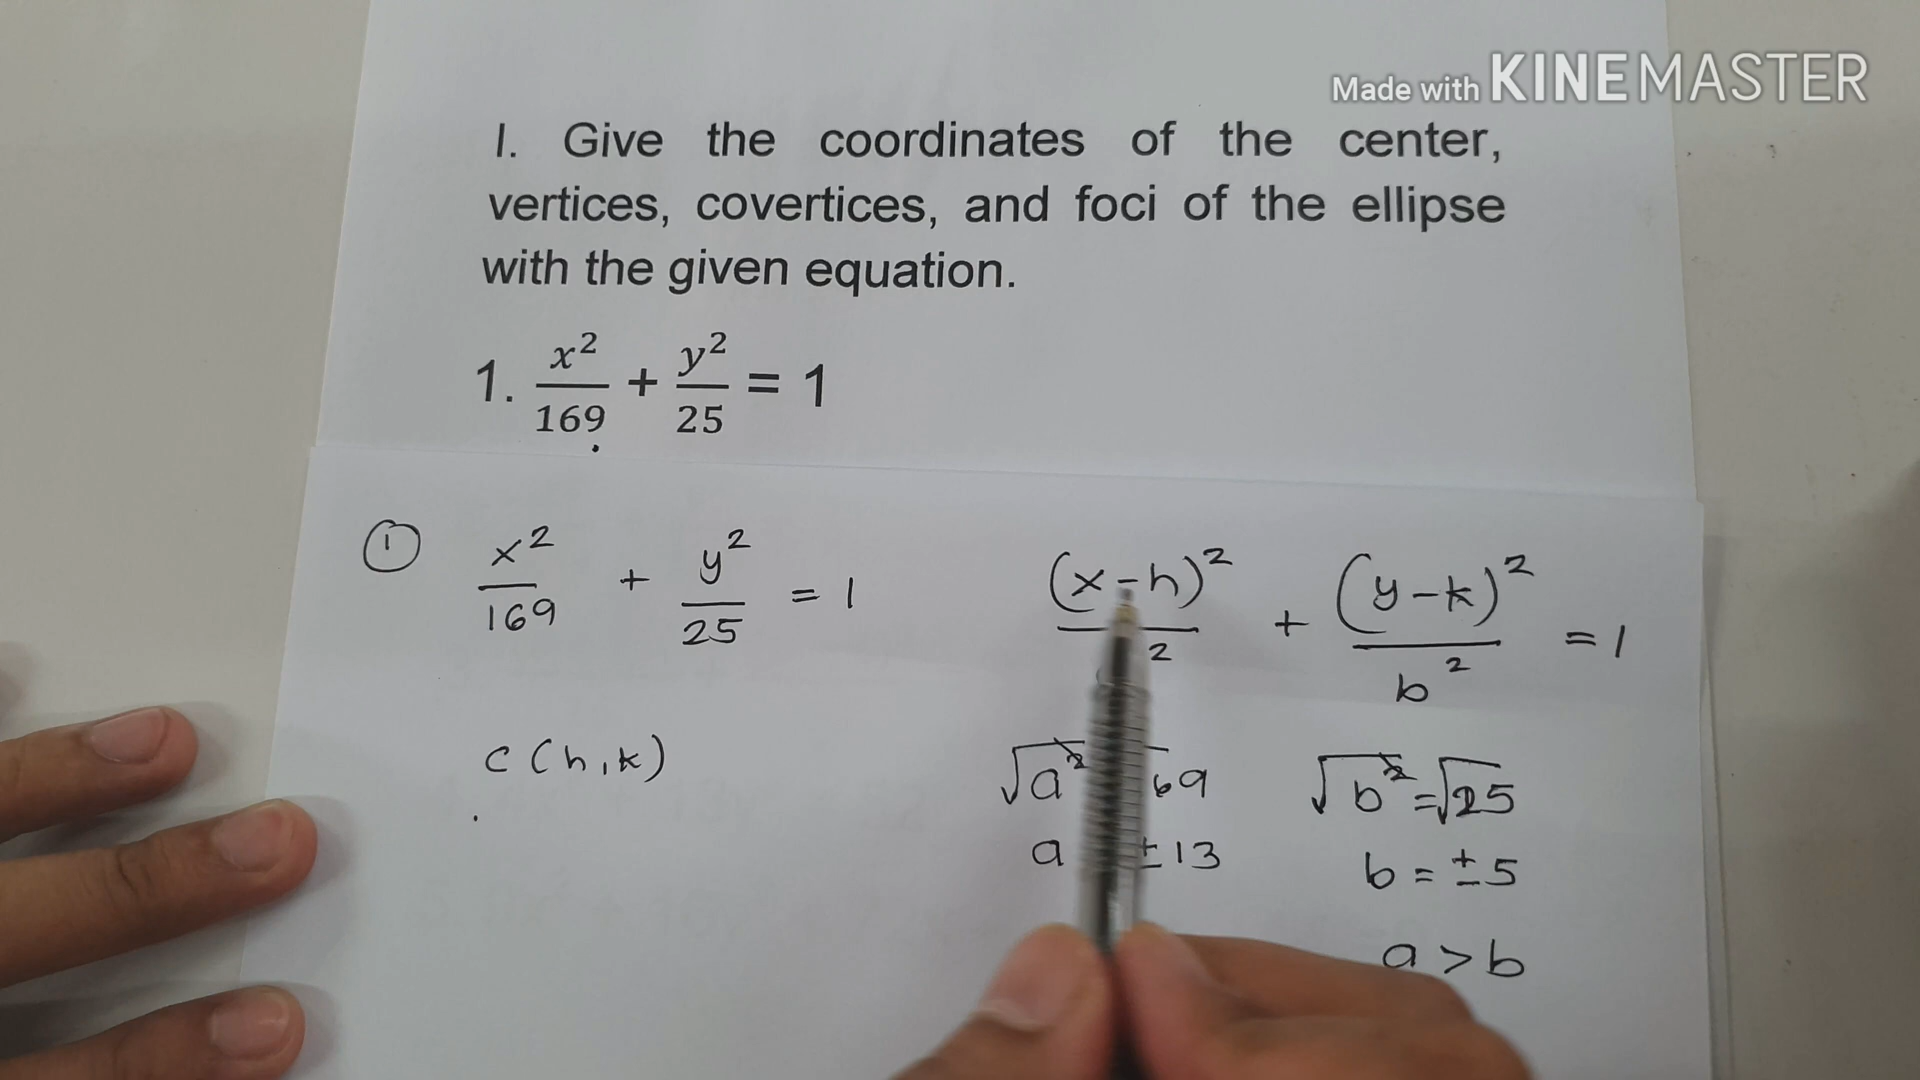 Made with KINEMASTER
I. Give the coordinates of the center,
vertices, covertices, and foci of the ellipse
with the given equation.
1. x²/169 + y²/25 = 1
① x²/169 + y²/25 = 1
(x-h)²/ ² + (y-k)²/b² = 1
C (h, k)
√a² 69
√b² = √25
a ±13
b = ±5
a > b